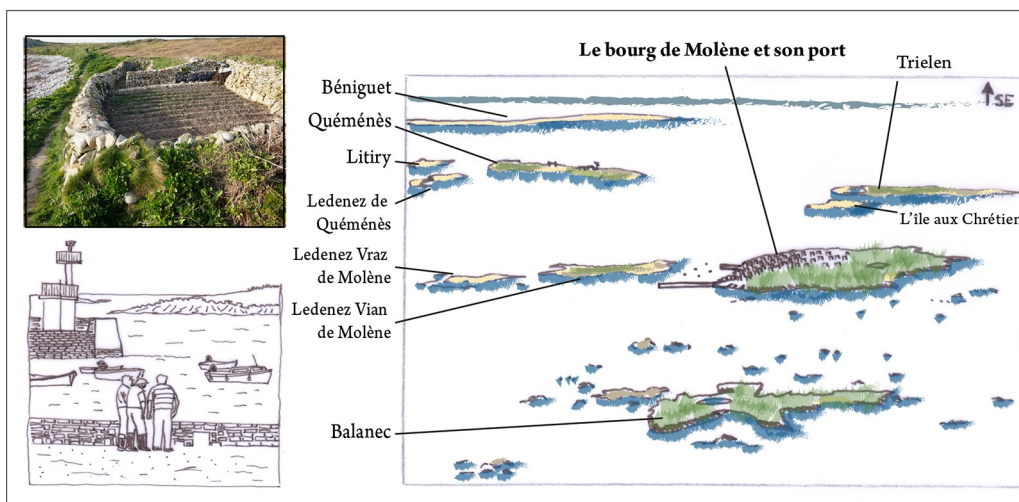 Le bourg de Molène et son port
Trielen
SE
Béniguet
Quéménès
Litiry
Ledenez de
Quéménès
L'île aux Chrétien
Ledenez Vraz
de Molène
Ledenez Vian
de Molène
Balanec